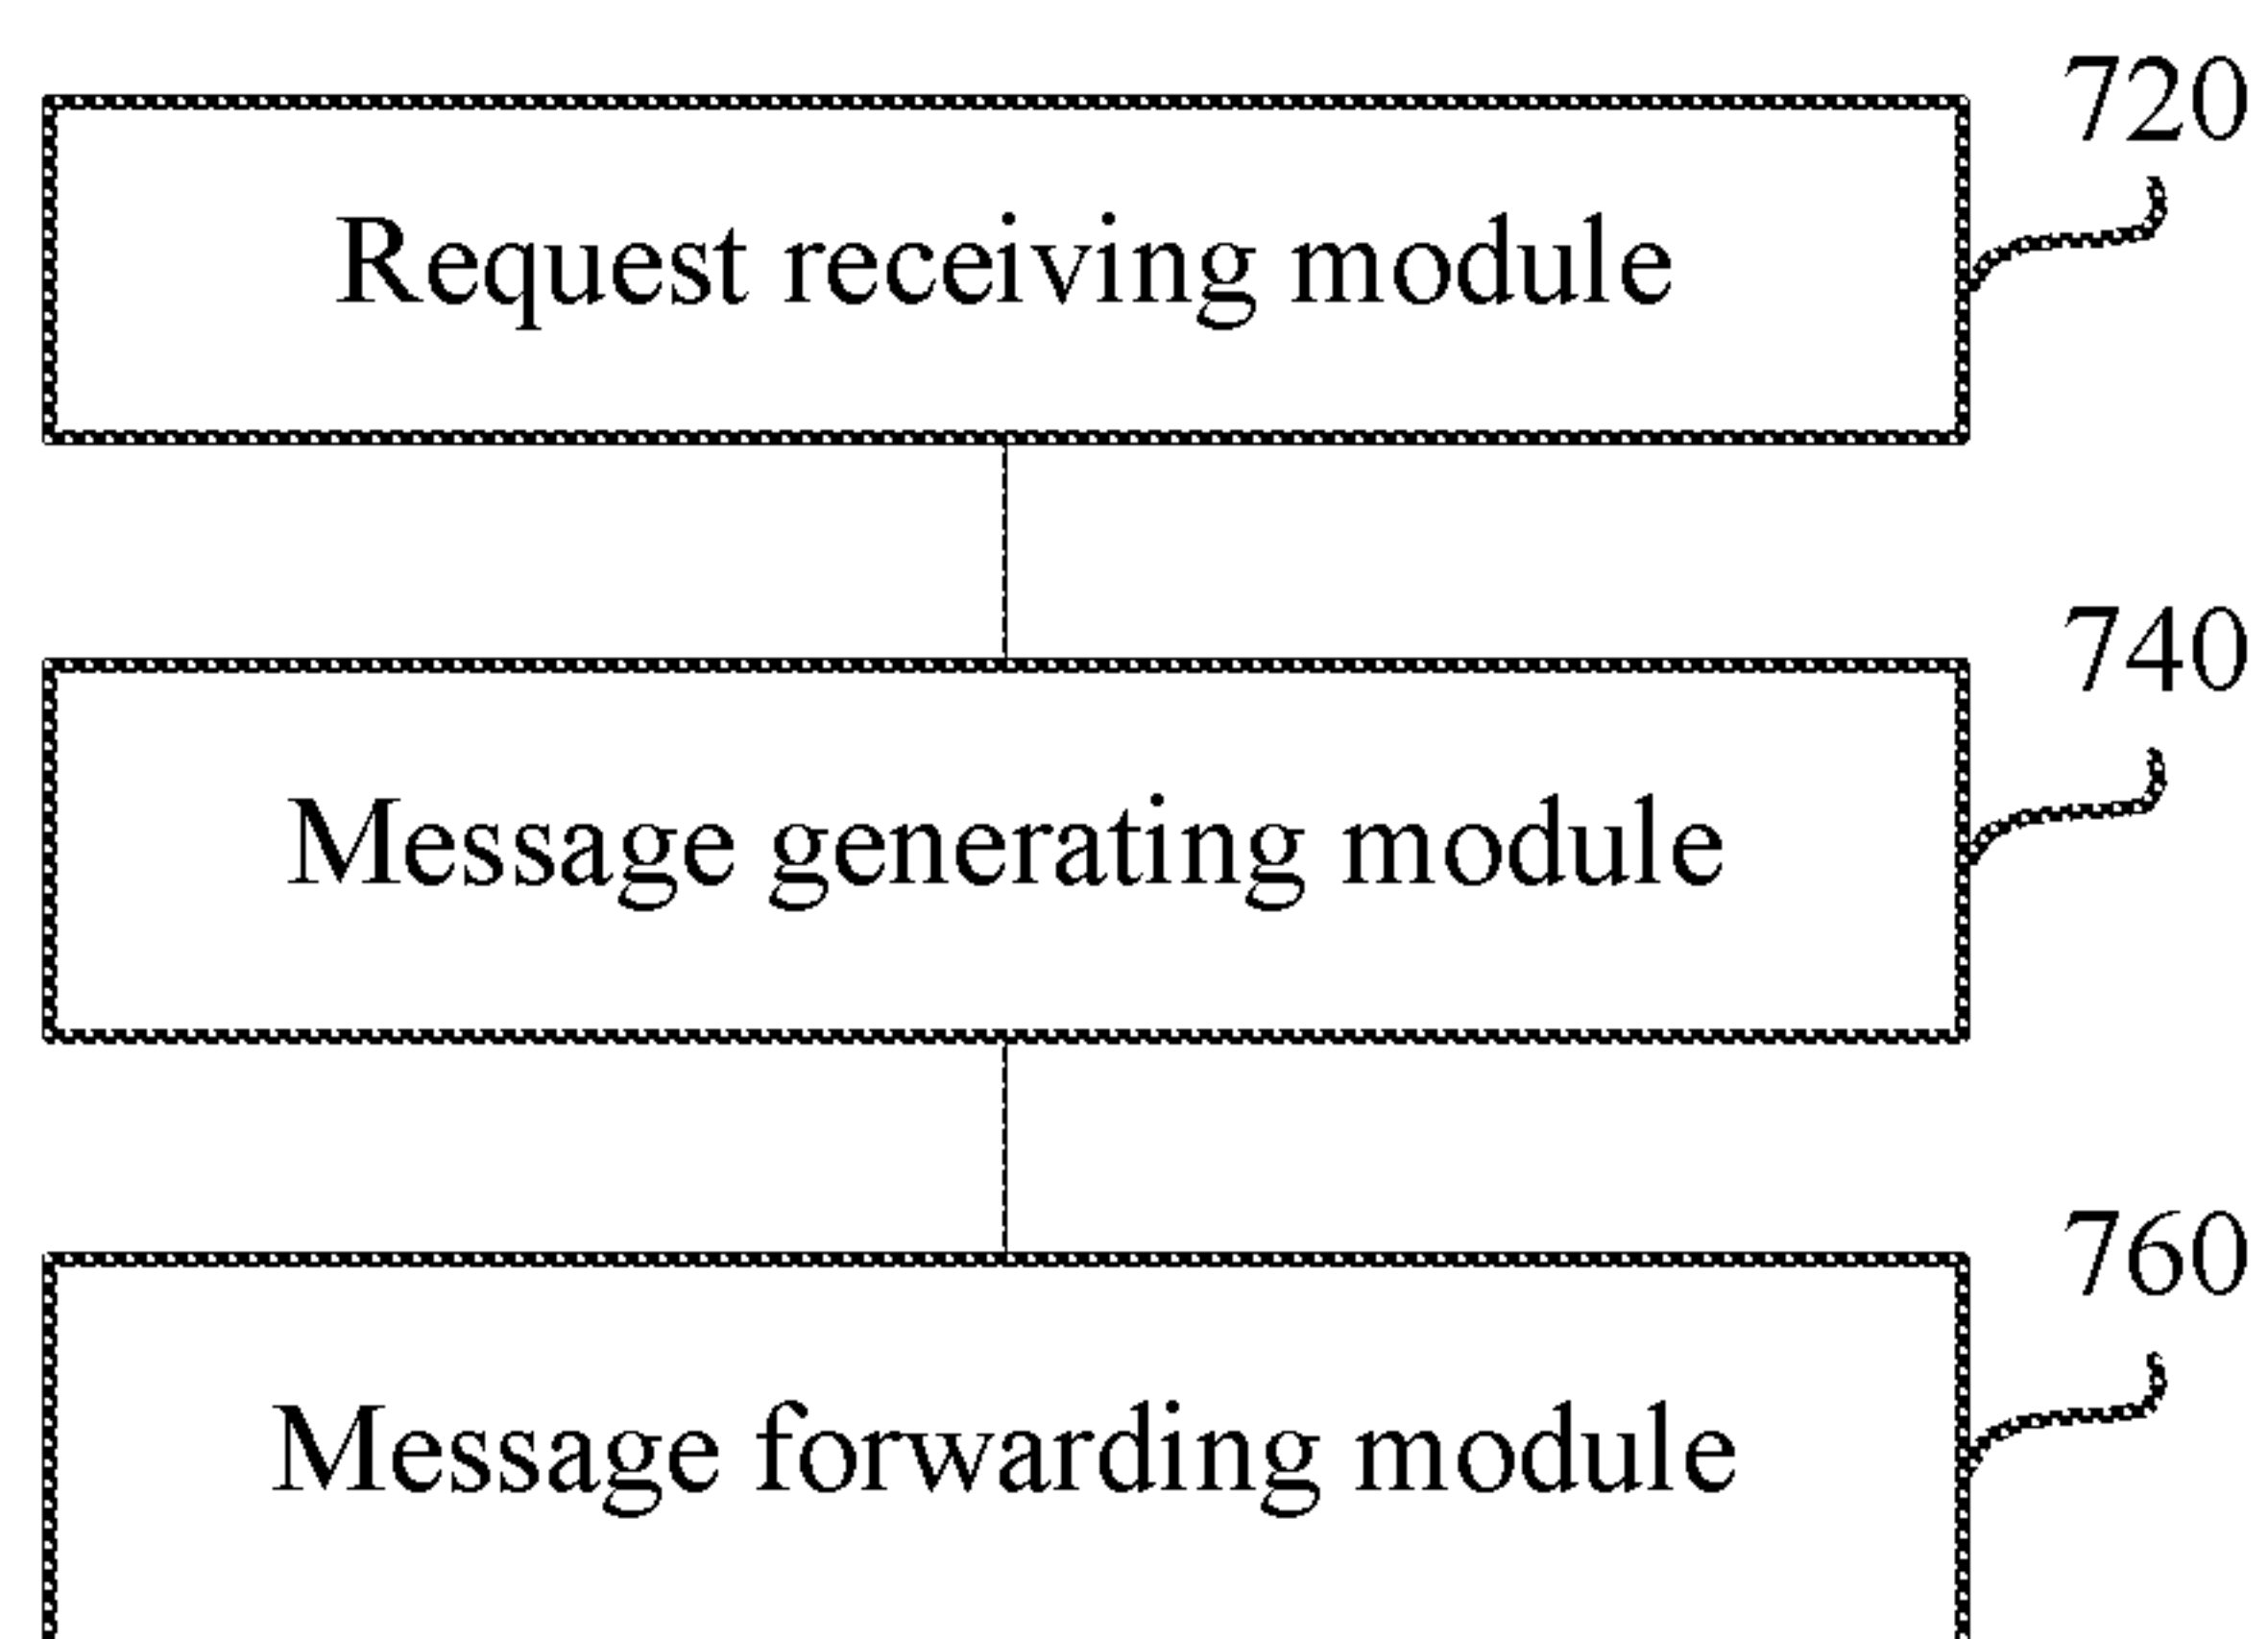 720
Request receiving module
740
Message generating module
760
Message forwarding module